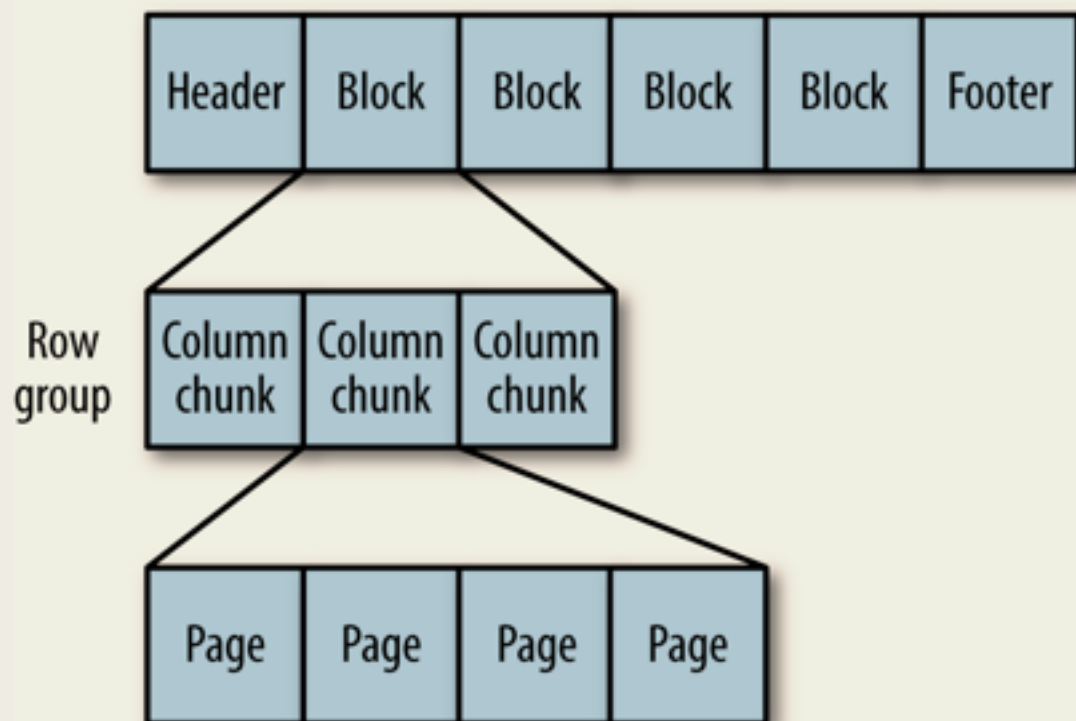 Header Block Block Block Block Footer
Row group
Column chunk
Column chunk
Column chunk
Page Page Page Page